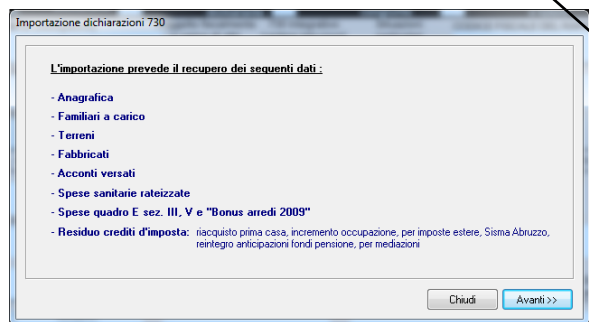 Importazione dichiarazioni 730
L'importazione prevede il recupero dei seguenti dati :
- Anagrafica
- Familiari a carico
- Terreni
- Fabbricati
- Acconti versati
- Spese sanitarie rateizzate
- Spese quadro E sez. III, V e "Bonus arredi 2009"
- Residuo crediti d'imposta: riacquisto prima casa, incremento occupazione, per imposte estere, Sisma Abruzzo,
reintegro anticipazioni fondi pensione, per mediazioni
Chiudi Avanti >>